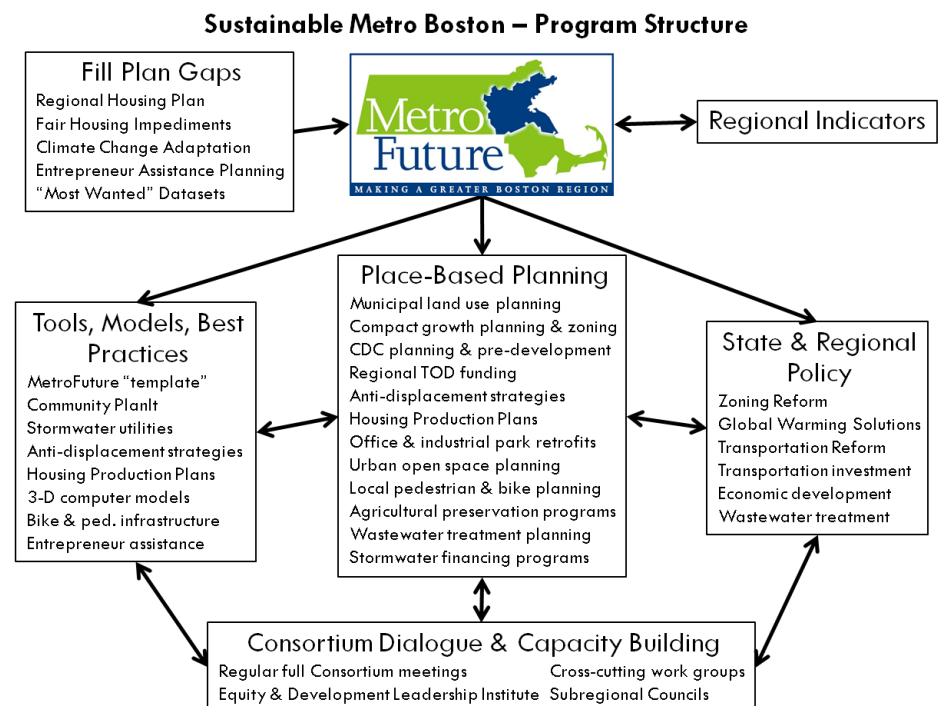 Sustainable Metro Boston – Program Structure
Fill Plan Gaps
Regional Housing Plan
Fair Housing Impediments
Climate Change Adaptation
Entrepreneur Assistance Planning
“Most Wanted” Datasets
Metro
Future
MAKING A GREATER BOSTON REGION
Regional Indicators
Tools, Models, Best
Practices
MetroFuture “template”
Community PlanIt
Stormwater utilities
Anti-displacement strategies
Housing Production Plans
3-D computer models
Bike & ped. infrastructure
Entrepreneur assistance
Place-Based Planning
Municipal land use planning
Compact growth planning & zoning
CDC planning & pre-development
Regional TOD funding
Anti-displacement strategies
Housing Production Plans
Office & industrial park retrofits
Urban open space planning
Local pedestrian & bike planning
Agricultural preservation programs
Wastewater treatment planning
Stormwater financing programs
State & Regional
Policy
Zoning Reform
Global Warming Solutions
Transportation Reform
Transportation investment
Economic development
Wastewater treatment
Consortium Dialogue & Capacity Building
Regular full Consortium meetings
Equity & Development Leadership Institute
Cross-cutting work groups
Subregional Councils